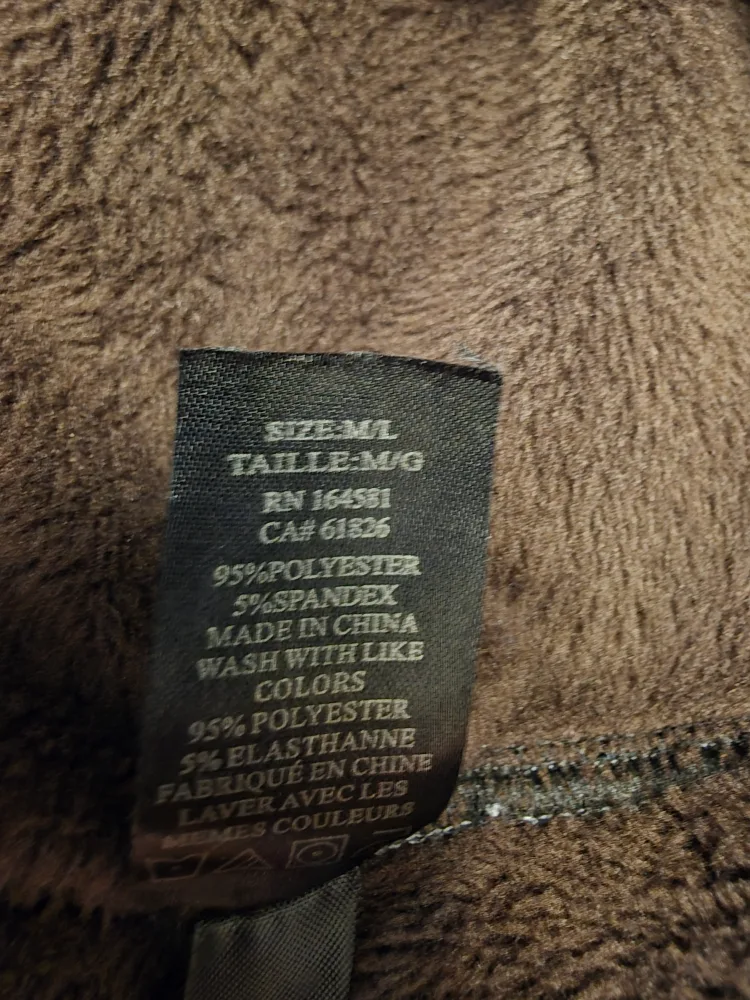 SIZE:M/L
TAILLE:M/G
RN 164581
CA# 61826
95%POLYESTER
5%SPANDEX
MADE IN CHINA
WASH WITH LIKE
COLORS
95% POLYESTER
5% ELASTHANNE
FABRIQUÉ EN CHINE
LAVER AVEC LES
MEMES COULEURS